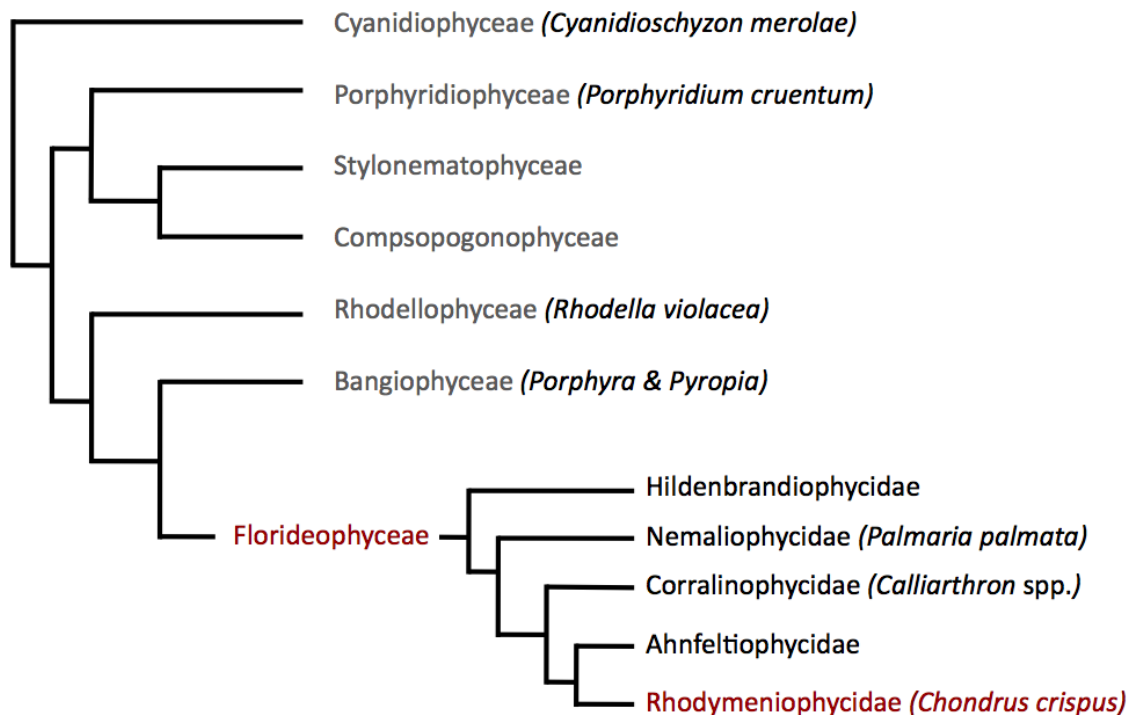 Cyanidiophyceae (Cyanidioschyzon merolae)
Porphyridiophyceae (Porphyridium cruentum)
Stylonematophyceae
Compsopogonophyceae
Rhodellophyceae (Rhodella violacea)
Bangiophyceae (Porphyra & Pyropia)
Florideophyceae
Hildenbrandiophycidae
Nemaliophycidae (Palmaria palmata)
Corralinophycidae (Calliarthron spp.)
Ahnfeltiophycidae
Rhodymeniophycidae (Chondrus crispus)